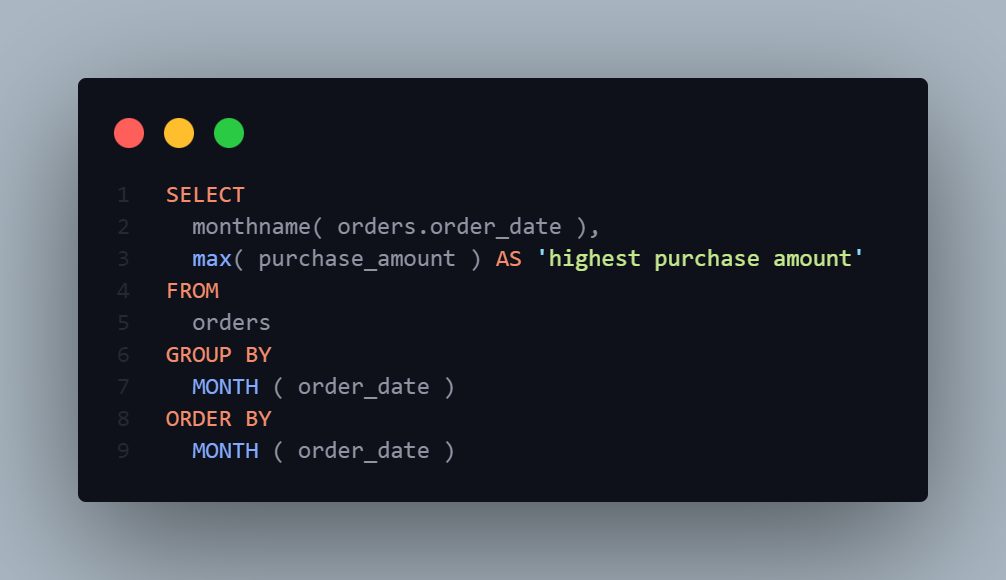 1 SELECT
2 monthname( orders.order_date ),
3 max( purchase_amount ) AS 'highest purchase amount'
4 FROM
5 orders
6 GROUP BY
7 MONTH ( order_date )
8 ORDER BY
9 MONTH ( order_date )